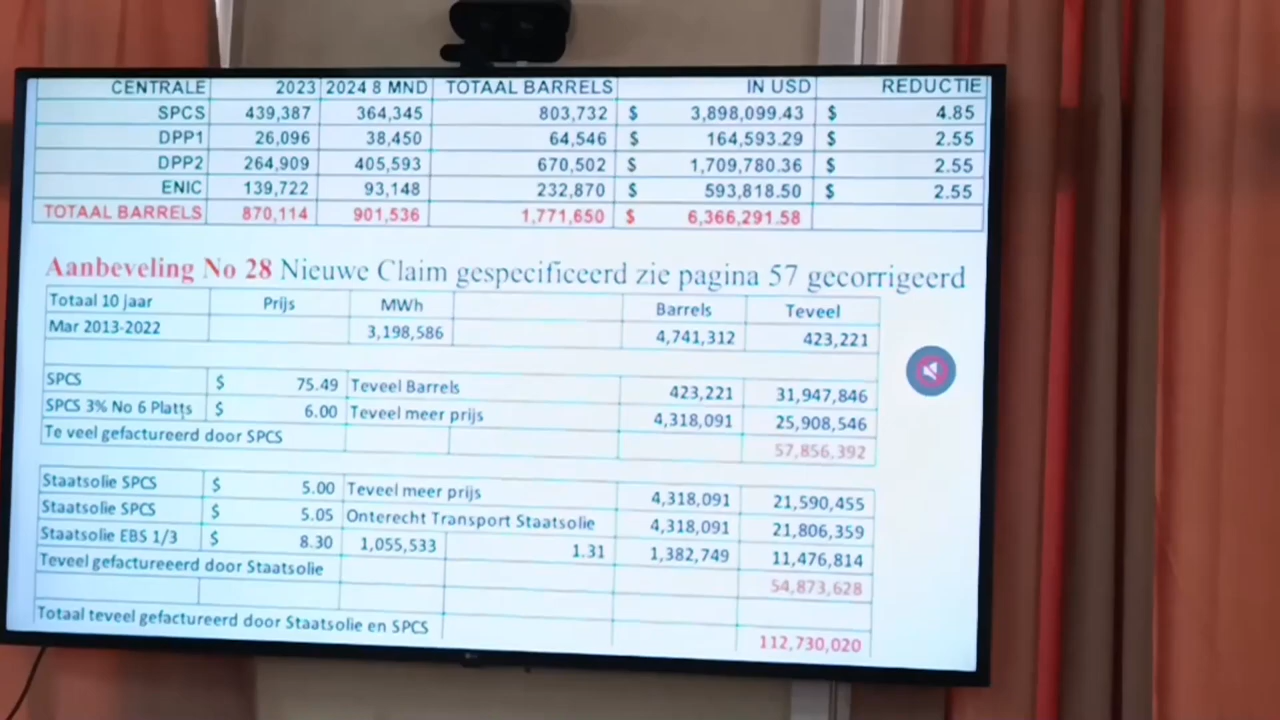 CENTRALE 2023 2024 8 MND TOTAAL BARRELS IN USD REDUCTIE
SPCS 439,387 364,345 803,732 $ 3,898,099.43 $ 4.85
DPP1 26,096 38,450 64,546 $ 164,593.29 $ 2.55
DPP2 264,909 405,593 670,502 $ 1,709,780.36 $ 2.55
ENIC 139,722 93,148 232,870 $ 593,818.50 $ 2.55
TOTAAL BARRELS 870,114 901,536 1,771,650 $ 6,366,291.58
Aanbeveling No 28 Nieuwe Claim gespecificeerd zie pagina 57 gecorrigeerd
Totaal 10 jaar Prijs MWh Barrels Teveel
Mar 2013-2022 3,198,586 4,741,312 423,221
SPCS $ 75.49 Teveel Barrels 423,221 31,947,846
SPCS 3% No 6 Platts $ 6.00 Teveel meer prijs 4,318,091 25,908,546
Te veel gefactureerd door SPCS 57,856,392
Staatsolie SPCS $ 5.00 Teveel meer prijs 4,318,091 21,590,455
Staatsolie SPCS $ 5.05 Onterecht Transport Staatsolie 4,318,091 21,806,359
Staatsolie EBS 1/3 $ 8.30 1,055,533 1.31 1,382,749 11,476,814
Teveel gefactureeerd door Staatsolie 54,873,628
Totaal teveel gefactureerd door Staatsolie en SPCS 112,730,020